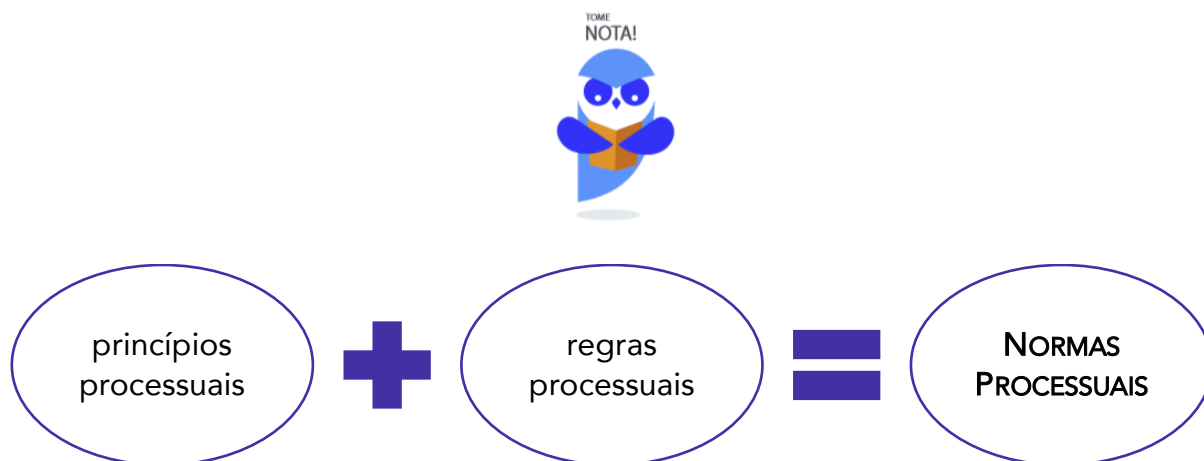 TOME
NOTA!
princípios
processuais
regras
processuais
NORMAS
PROCESSUAIS